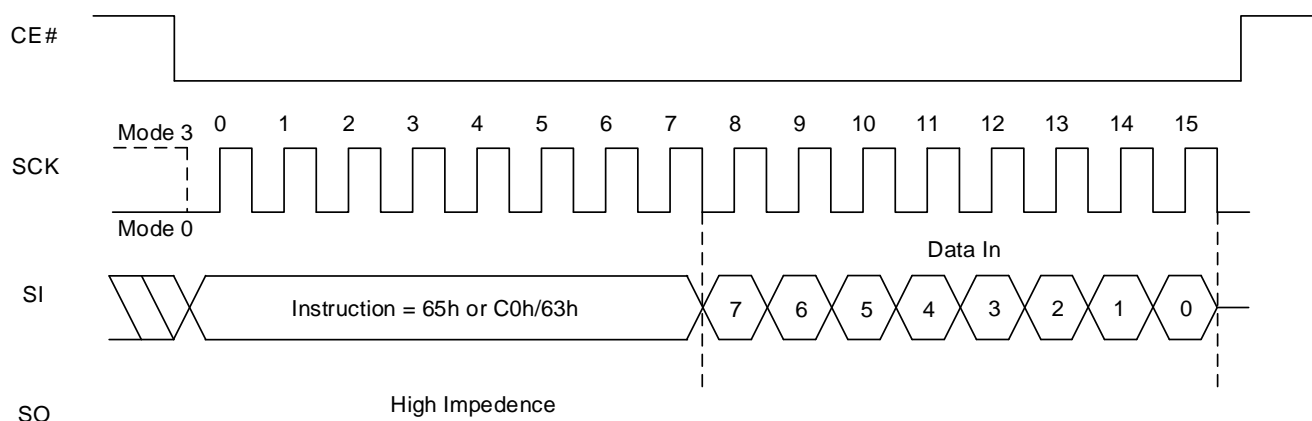 CE#
Mode 3
0 1 2 3 4 5 6 7 8 9 10 11 12 13 14 15
SCK
Mode 0
Data In
SI
Instruction = 65h or C0h/63h
7 6 5 4 3 2 1 0
High Impedence
SO